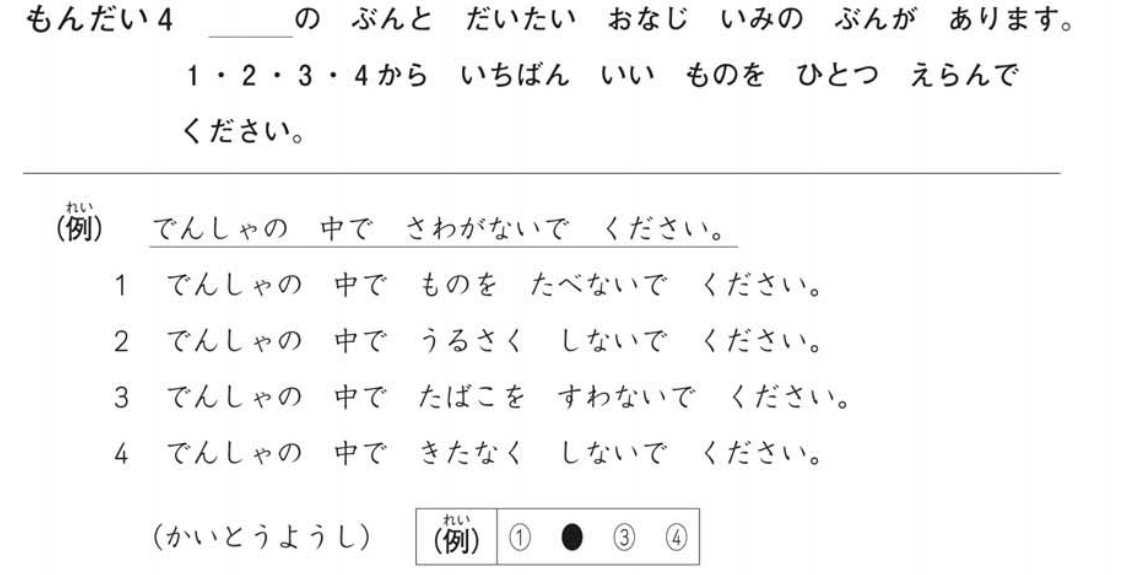 もんだい4　＿＿＿の　ぶんと　だいたい　おなじ　いみの　ぶんが　あります。
1・2・3・4から　いちばん　いい　ものを　ひとつ　えらんで
ください。
(例)　でんしゃの　中で　さわがないで　ください。
1　でんしゃの　中で　ものを　たべないで　ください。
2　でんしゃの　中で　うるさく　しないで　ください。
3　でんしゃの　中で　たばこを　すわないで　ください。
4　でんしゃの　中で　きたなく　しないで　ください。
(かいとうようし)　(例)　①　●　③　④